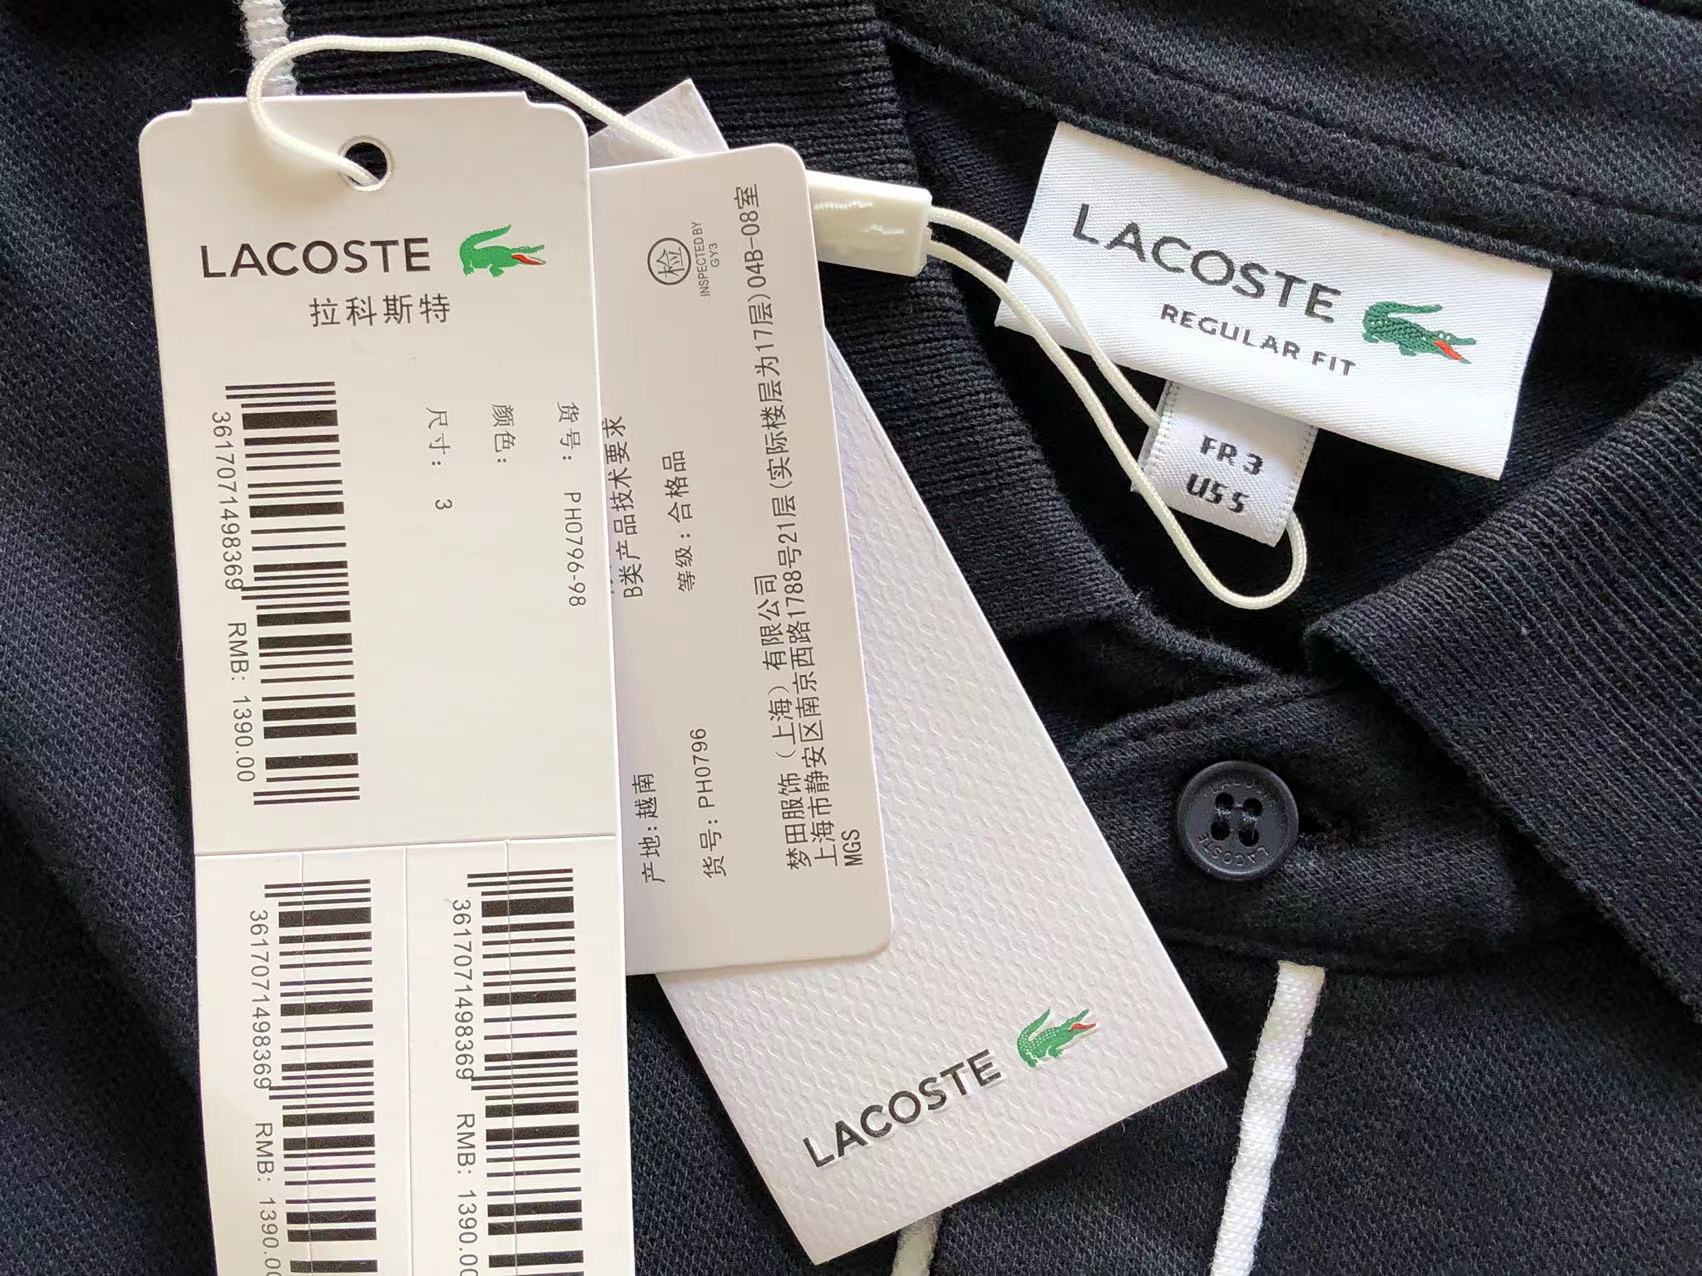 LACOSTE
拉科斯特
货号: PH0796-98
颜色:
尺寸: 3
3617071498369 RMB: 1390.00
3617071498369 RMB: 1390.00
3617071498369 RMB: 1390.00
检
INSPECTED BY
GY3
B类产品技术要求
等级: 合格品
产地: 越南
货号: PH0796
梦田服饰（上海）有限公司
上海市静安区南京西路1788号21层(实际楼层为17层)04B-08室
MGS
LACOSTE
LACOSTE
REGULAR FIT
FR 3
US S
LACOSTE